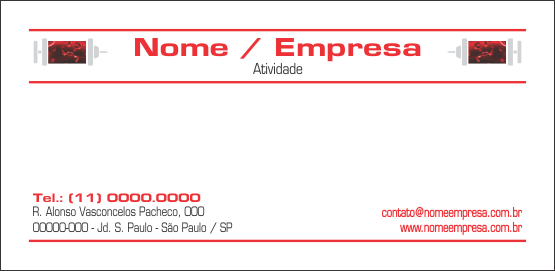 Nome / Empresa
Atividade
Tel.: (11) 0000.0000
R. Alonso Vasconcelos Pacheco, 000
00000-000 - Jd. S. Paulo - São Paulo / SP
contato@nomeempresa.com.br
www.nomeempresa.com.br